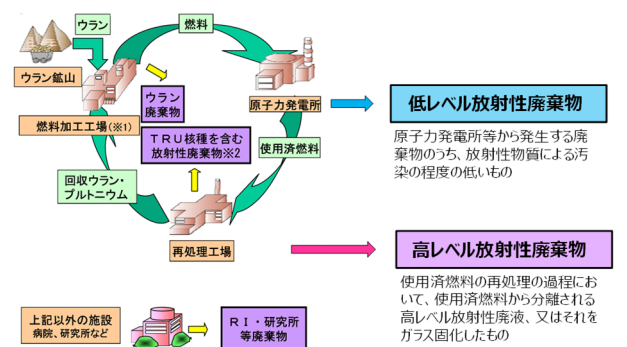 ウラン
燃料
ウラン鉱山
ウラン
廃棄物
原子力発電所
燃料加工工場(※1)
TRU核種を含む
放射性廃棄物※2
使用済燃料
回収ウラン・
プルトニウム
再処理工場
上記以外の施設
病院、研究所など
RI・研究所
等廃棄物
低レベル放射性廃棄物
原子力発電所等から発生する廃
棄物のうち、放射性物質による汚
染の程度の低いもの
高レベル放射性廃棄物
使用済燃料の再処理の過程にお
いて、使用済燃料から分離される
高レベル放射性廃液、又はそれを
ガラス固化したもの